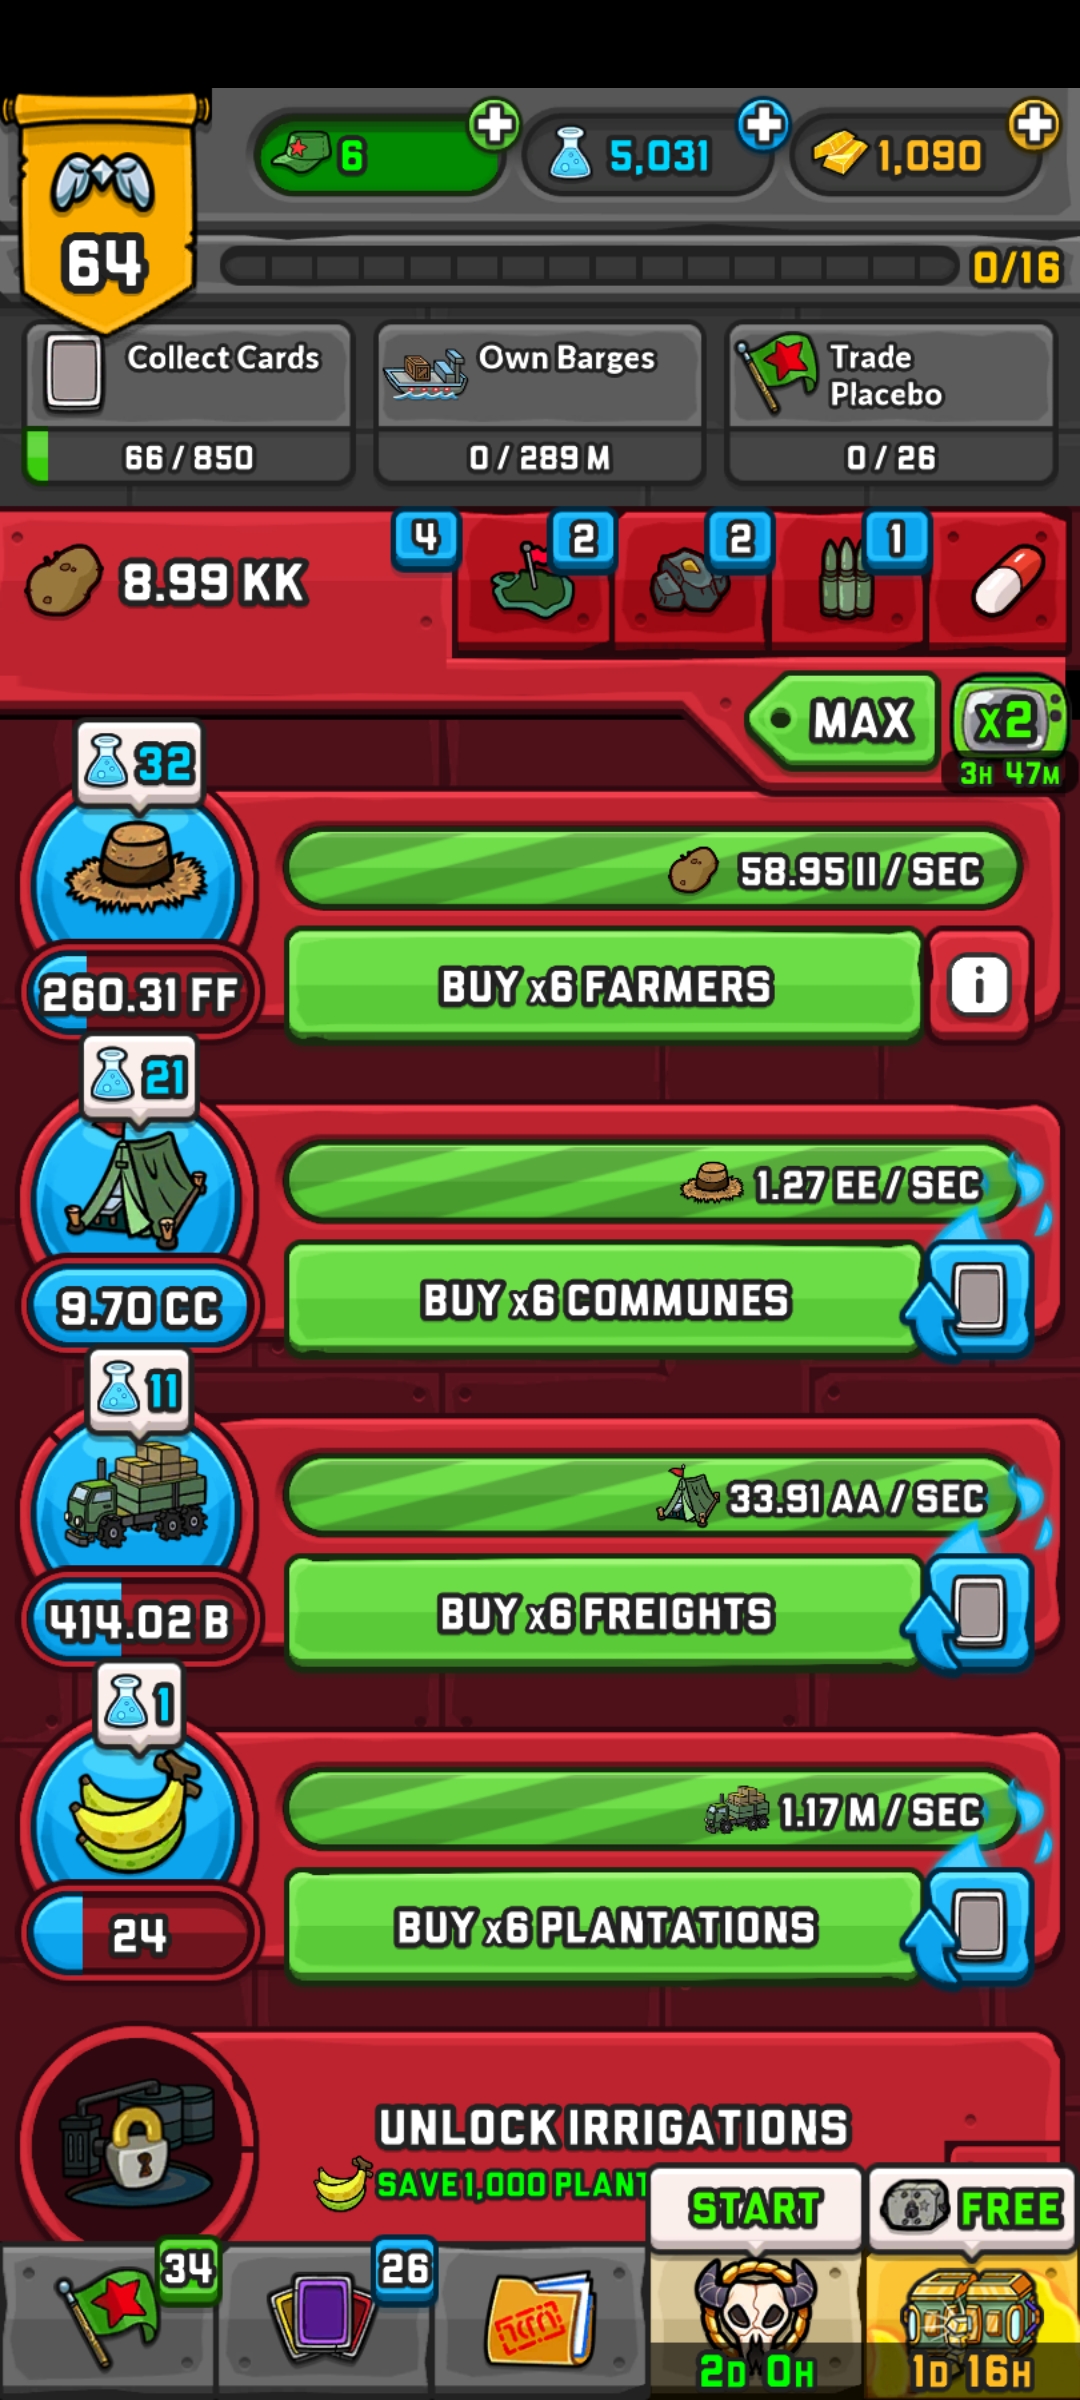 6
5,031
1,090
64
0/16
Collect Cards
66 / 850
Own Barges
0 / 289 M
Trade
Placebo
0 / 26
8.99 KK
4
2
2
1
MAX
x2
3H 47M
32
58.95 II / SEC
260.31 FF
BUY x6 FARMERS
i
21
1.27 EE / SEC
9.70 CC
BUY x6 COMMUNES
11
33.91 AA / SEC
414.02 B
BUY x6 FREIGHTS
1
1.17 M / SEC
24
BUY x6 PLANTATIONS
UNLOCK IRRIGATIONS
SAVE 1,000 PLANT
START
FREE
34
26
2D 0H
1D 16H